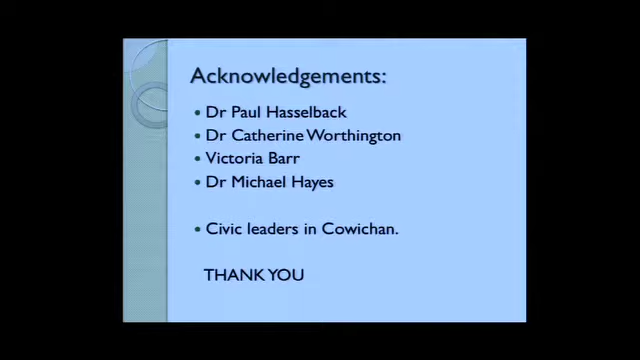 Acknowledgements:
• Dr Paul Hasselback
• Dr Catherine Worthington
• Victoria Barr
• Dr Michael Hayes
• Civic leaders in Cowichan.
THANK YOU